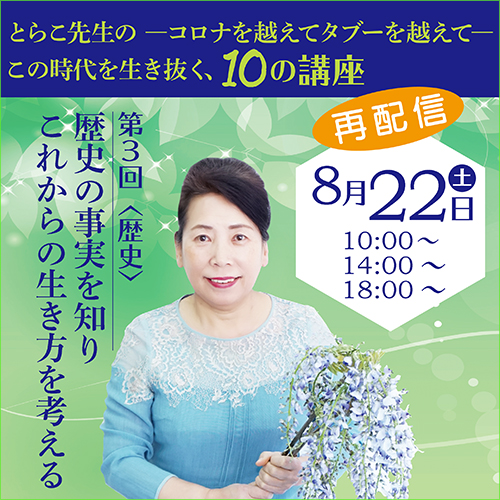 とらこ先生の ―コロナを越えてタブーを越えて―
この時代を生き抜く、10の講座
再配信
8月22日土
10:00～
14:00～
18:00～
第3回〈歴史〉
歴史の事実を知り
これからの生き方を考える